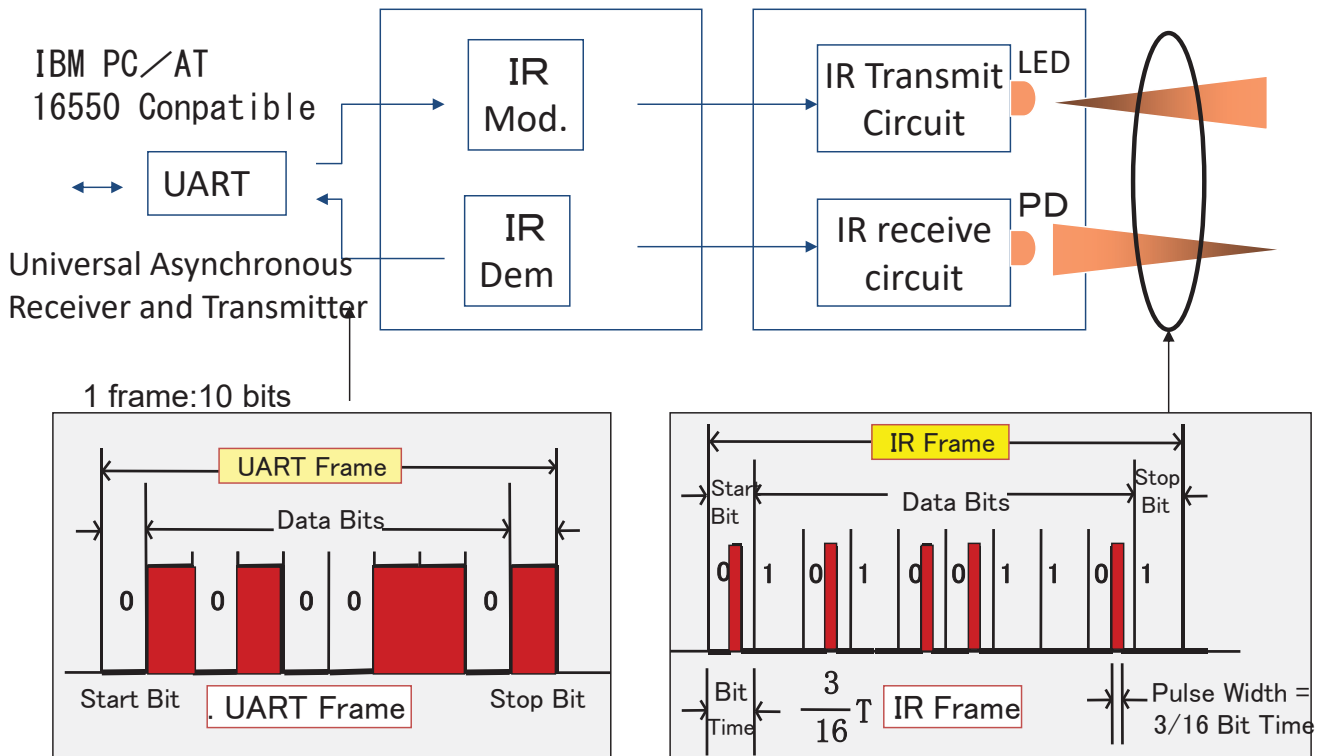 IBM PC／AT
16550 Conpatible
UART
Universal Asynchronous
Receiver and Transmitter
IR
Mod.
IR
Dem
IR Transmit
Circuit
LED
IR receive
circuit
PD
1 frame:10 bits
UART Frame
Data Bits
0 0 0 0 0
Start Bit
Stop Bit
. UART Frame
IR Frame
Start
Bit
Data Bits
Stop
Bit
0 1 0 1 0 0 1 1 0 1
Bit
Time
3
16
T
IR Frame
Pulse Width =
3/16 Bit Time